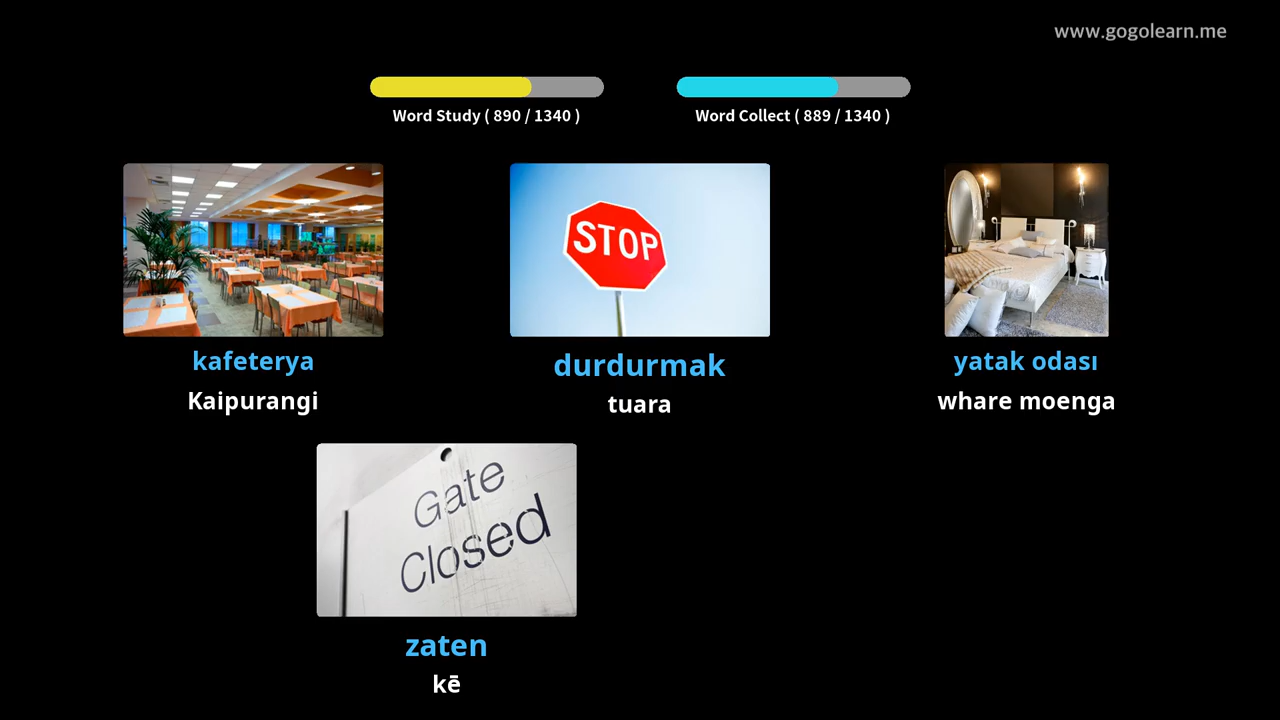 www.gogolearn.me
Word Study ( 890 / 1340 )
Word Collect ( 889 / 1340 )
STOP
kafeterya
Kaipurangi
durdurmak
tuara
yatak odası
whare moenga
Gate
Closed
zaten
kē